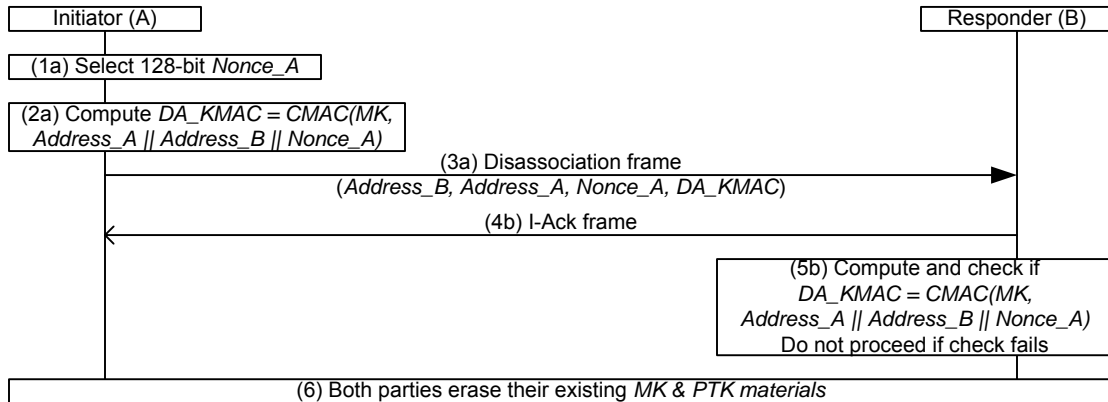 Initiator (A)
Responder (B)
(1a) Select 128-bit Nonce_A
(2a) Compute DA_KMAC = CMAC(MK,
Address_A || Address_B || Nonce_A)
(3a) Disassociation frame
(Address_B, Address_A, Nonce_A, DA_KMAC)
(4b) I-Ack frame
(5b) Compute and check if
DA_KMAC = CMAC(MK,
Address_A || Address_B || Nonce_A)
Do not proceed if check fails
(6) Both parties erase their existing MK & PTK materials